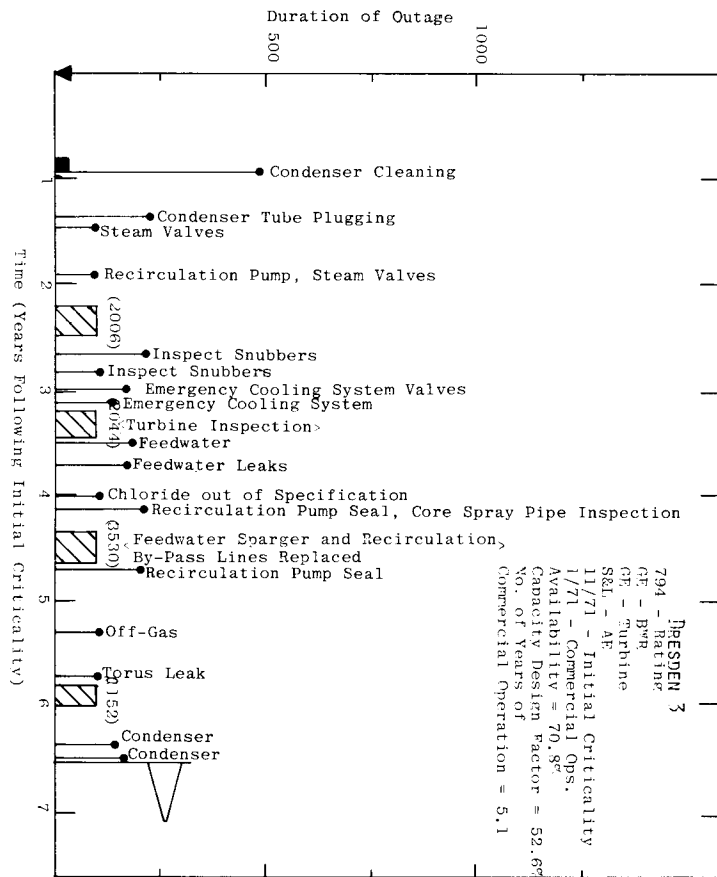 Duration of Outage
500
1000
Condenser Cleaning
1
Condenser Tube Plugging
Steam Valves
Recirculation Pump, Steam Valves
2
(2006)
Inspect Snubbers
Inspect Snubbers
Emergency Cooling System Valves
3
Emergency Cooling System
(2044)
<Turbine Inspection>
Feedwater
Feedwater Leaks
Chloride out of Specification
4
Recirculation Pump Seal, Core Spray Pipe Inspection
(3530)
<Feedwater Sparger and Recirculation>
By-Pass Lines Replaced
Recirculation Pump Seal
5
Off-Gas
Torus Leak
(1152)
6
Condenser
Condenser
7
Time (Years Following Initial Criticality)
DRESDEN 3
794 - Rating
GE - BWR
GE - Turbine
S&L - AE
11/71 - Initial Criticality
1/71 - Commercial Ops.
Availability = 70.8%
Capacity Design Factor = 52.6%
No. of Years of
Commercial Operation = 5.1